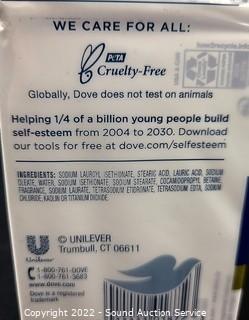 WE CARE FOR ALL:
PETA
Cruelty-Free
Globally, Dove does not test on animals
Helping 1/4 of a billion young people build
self-esteem from 2004 to 2030. Download
our tools for free at dove.com/selfesteem
INGREDIENTS: SODIUM LAUROYL ISETHIONATE, STEARIC ACID, LAURIC ACID, SODIUM
OLEATE, WATER, SODIUM ISETHIONATE, SODIUM STEARATE, COCAMIDOPROPYL BETAINE,
FRAGRANCE, SODIUM LAURATE, TETRASODIUM ETIDRONATE, TETRASODIUM EDTA, SODIUM
CHLORIDE, KAOLIN OR TITANIUM DIOXIDE.
Unilever
© UNILEVER
Trumbull, CT 06611
1-800-761-DOVE
1-800-761-3683
www.dove.com
Dove is a registered
trademark
Copyright 2022 - Auction Service